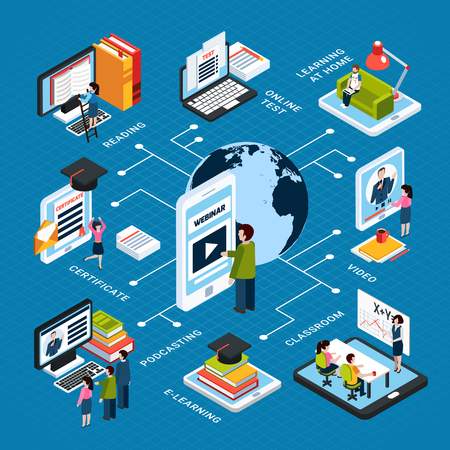 READING
TEST
ONLINE
TEST
LEARNING
AT HOME
CERTIFICATE
CERTIFICATE
WEBINAR
VIDEO
PODCASTING
E-LEARNING
CLASSROOM
X+Y=